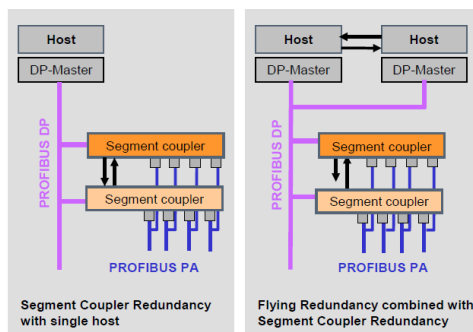 Host
DP-Master
PROFIBUS DP
Segment coupler
Segment coupler
PROFIBUS PA
Segment Coupler Redundancy
with single host
Host
Host
DP-Master
DP-Master
PROFIBUS DP
Segment coupler
Segment coupler
PROFIBUS PA
Flying Redundancy combined with
Segment Coupler Redundancy